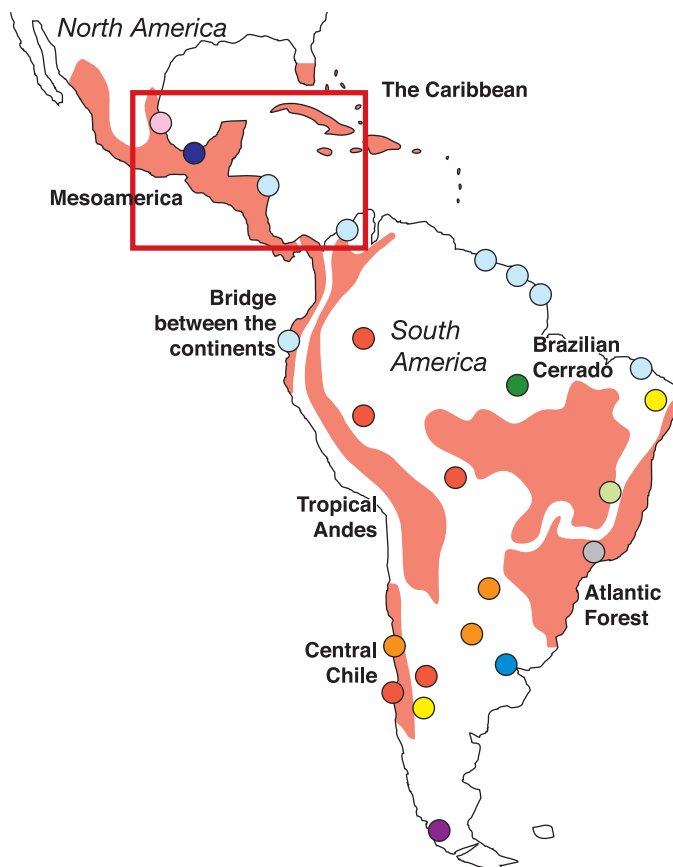 North America
The Caribbean
Mesoamerica
Bridge
between the
continents
South
America
Brazilian
Cerrado
Tropical
Andes
Atlantic
Forest
Central
Chile